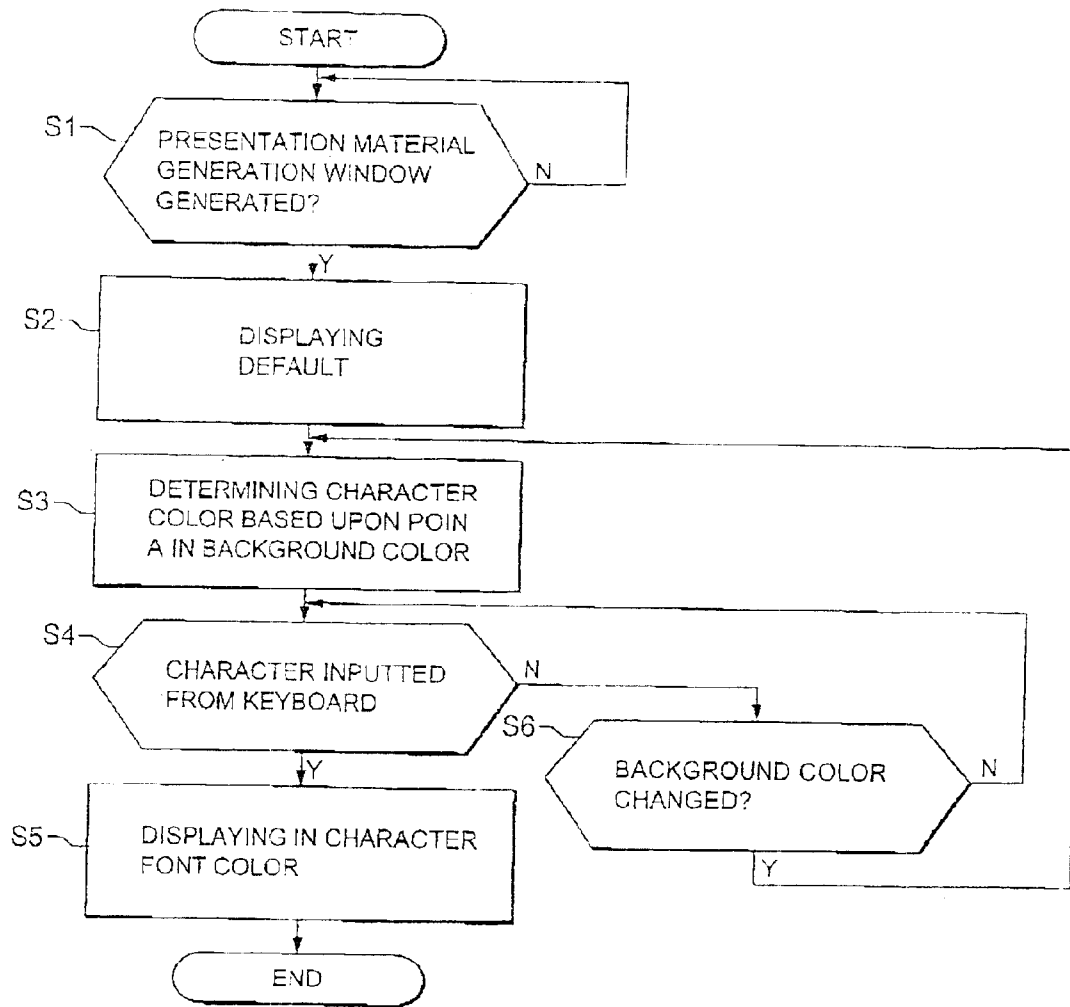 START
S1
PRESENTATION MATERIAL
GENERATION WINDOW
GENERATED?
N
Y
S2
DISPLAYING
DEFAULT
S3
DETERMINING CHARACTER
COLOR BASED UPON POIN
A IN BACKGROUND COLOR
S4
CHARACTER INPUTTED
FROM KEYBOARD
N
Y
S6
BACKGROUND COLOR
CHANGED?
N
Y
S5
DISPLAYING IN CHARACTER
FONT COLOR
END